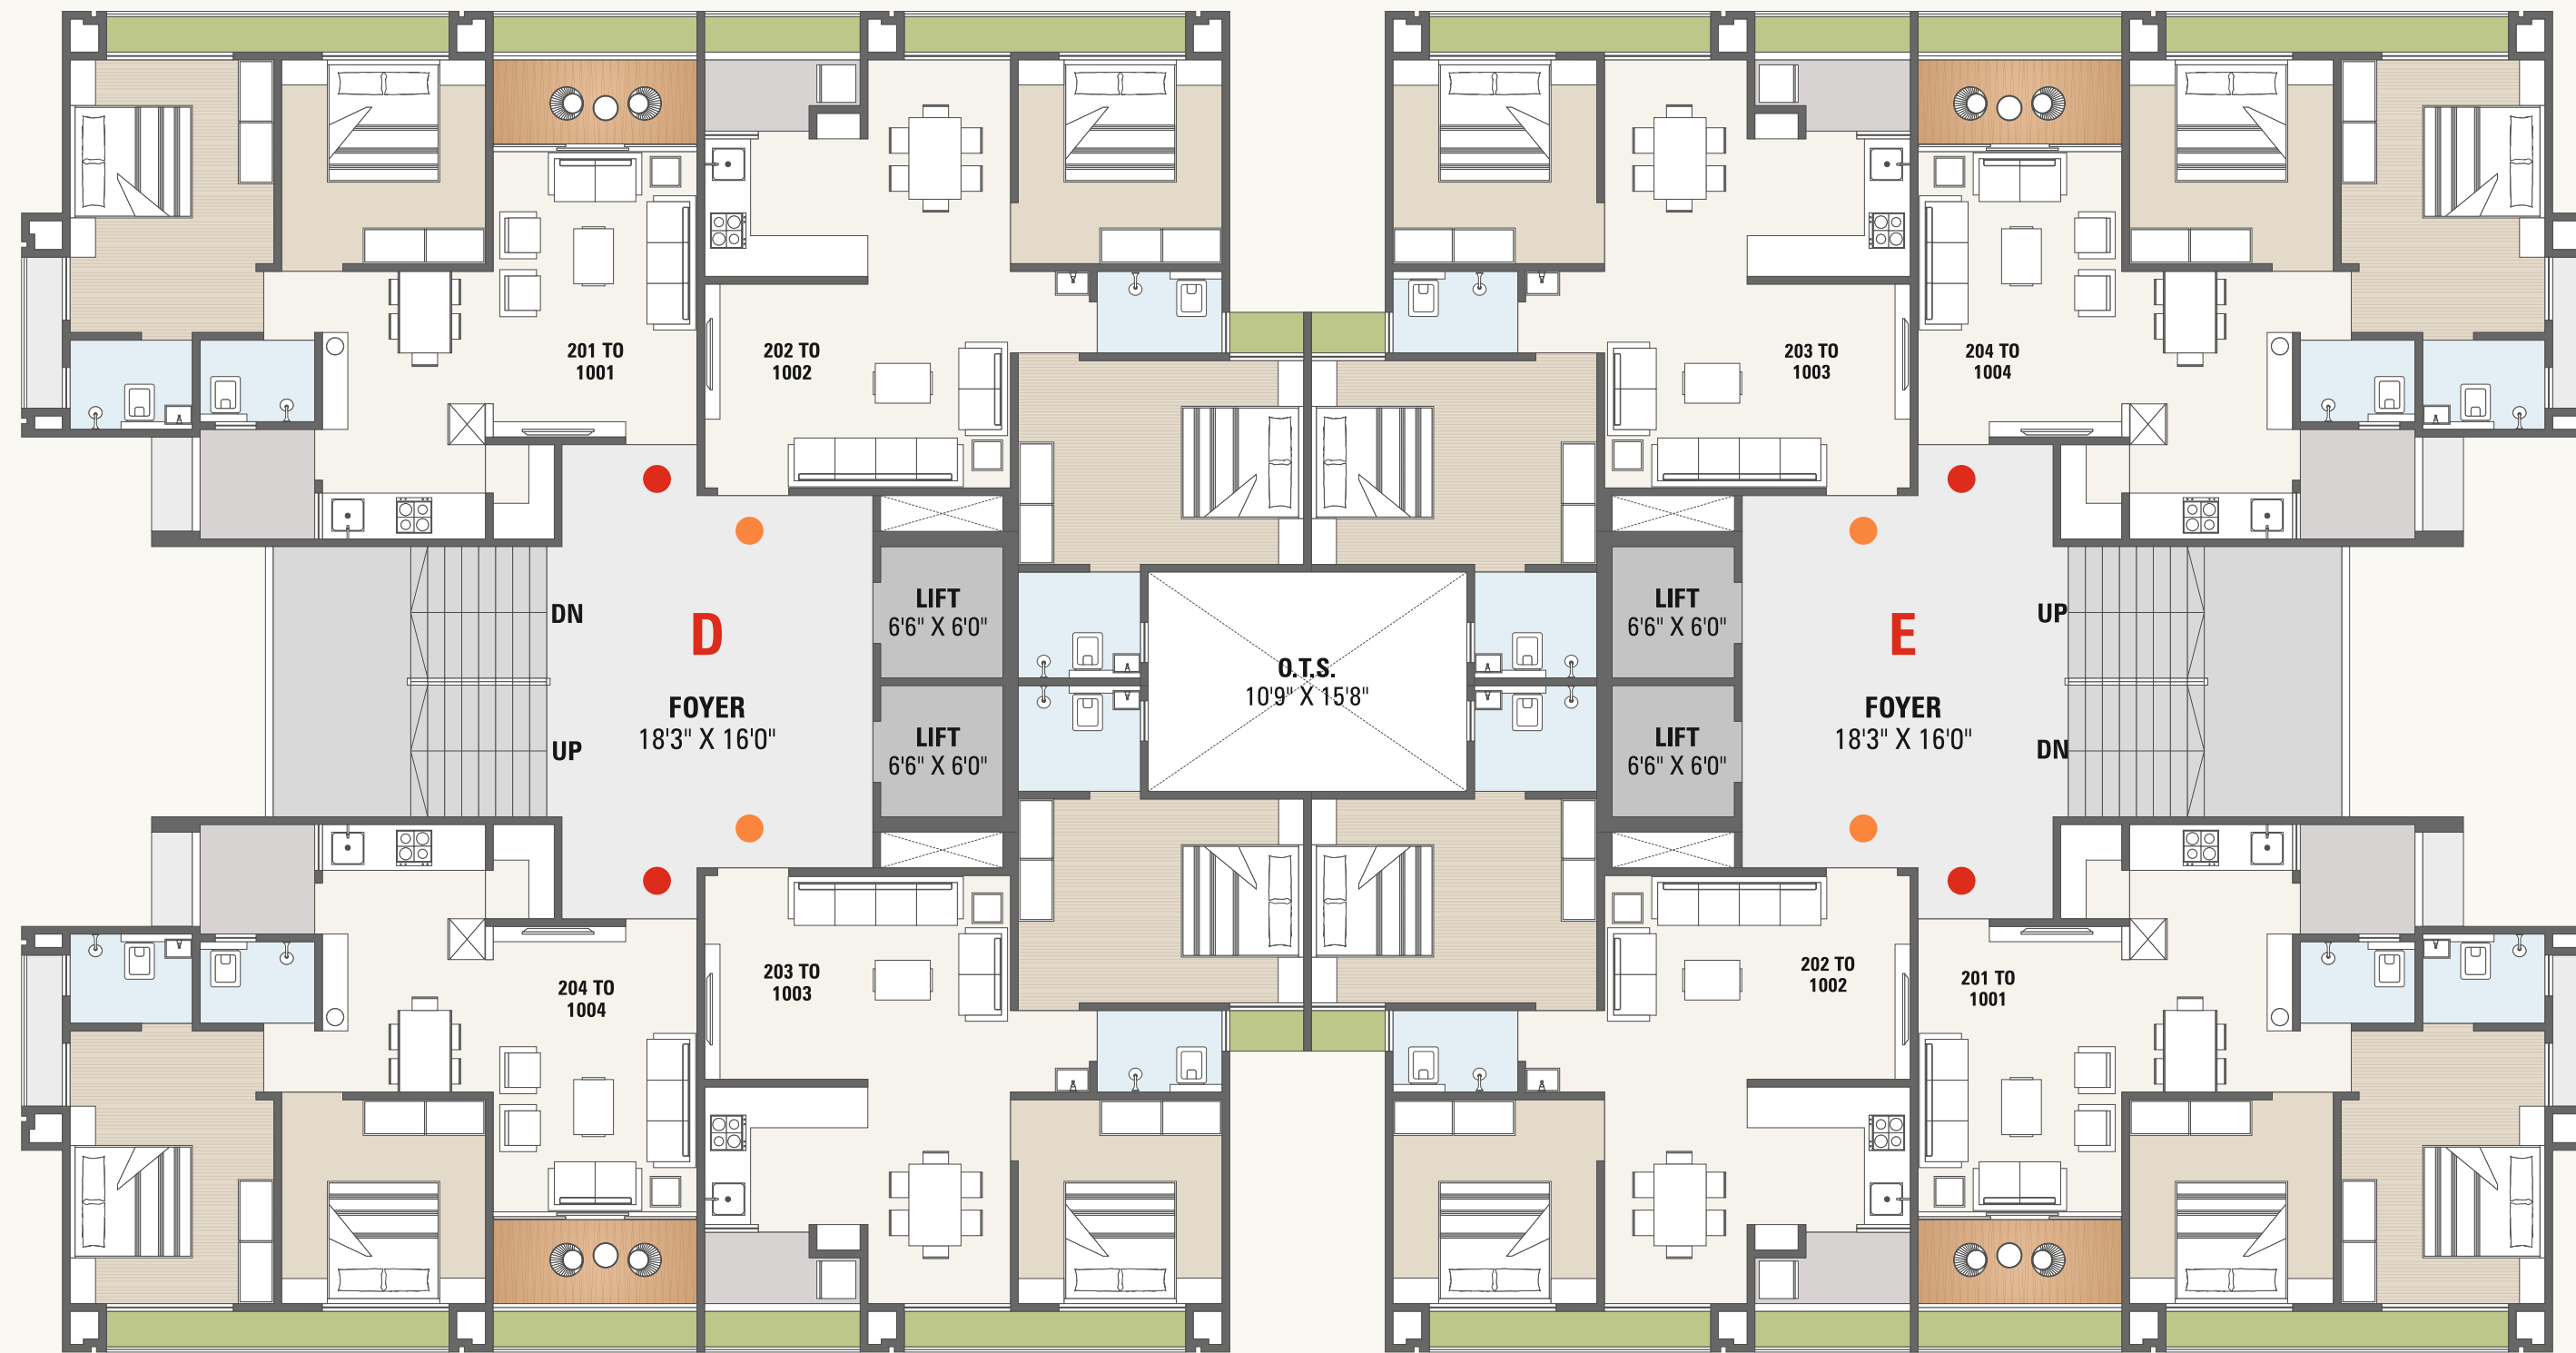 201 TO
1001
202 TO
1002
203 TO
1003
204 TO
1004
DN
UP
D
FOYER
18'3" X 16'0"
LIFT
6'6" X 6'0"
LIFT
6'6" X 6'0"
O.T.S.
10'9" X 15'8"
LIFT
6'6" X 6'0"
LIFT
6'6" X 6'0"
E
FOYER
18'3" X 16'0"
UP
DN
204 TO
1004
203 TO
1003
202 TO
1002
201 TO
1001